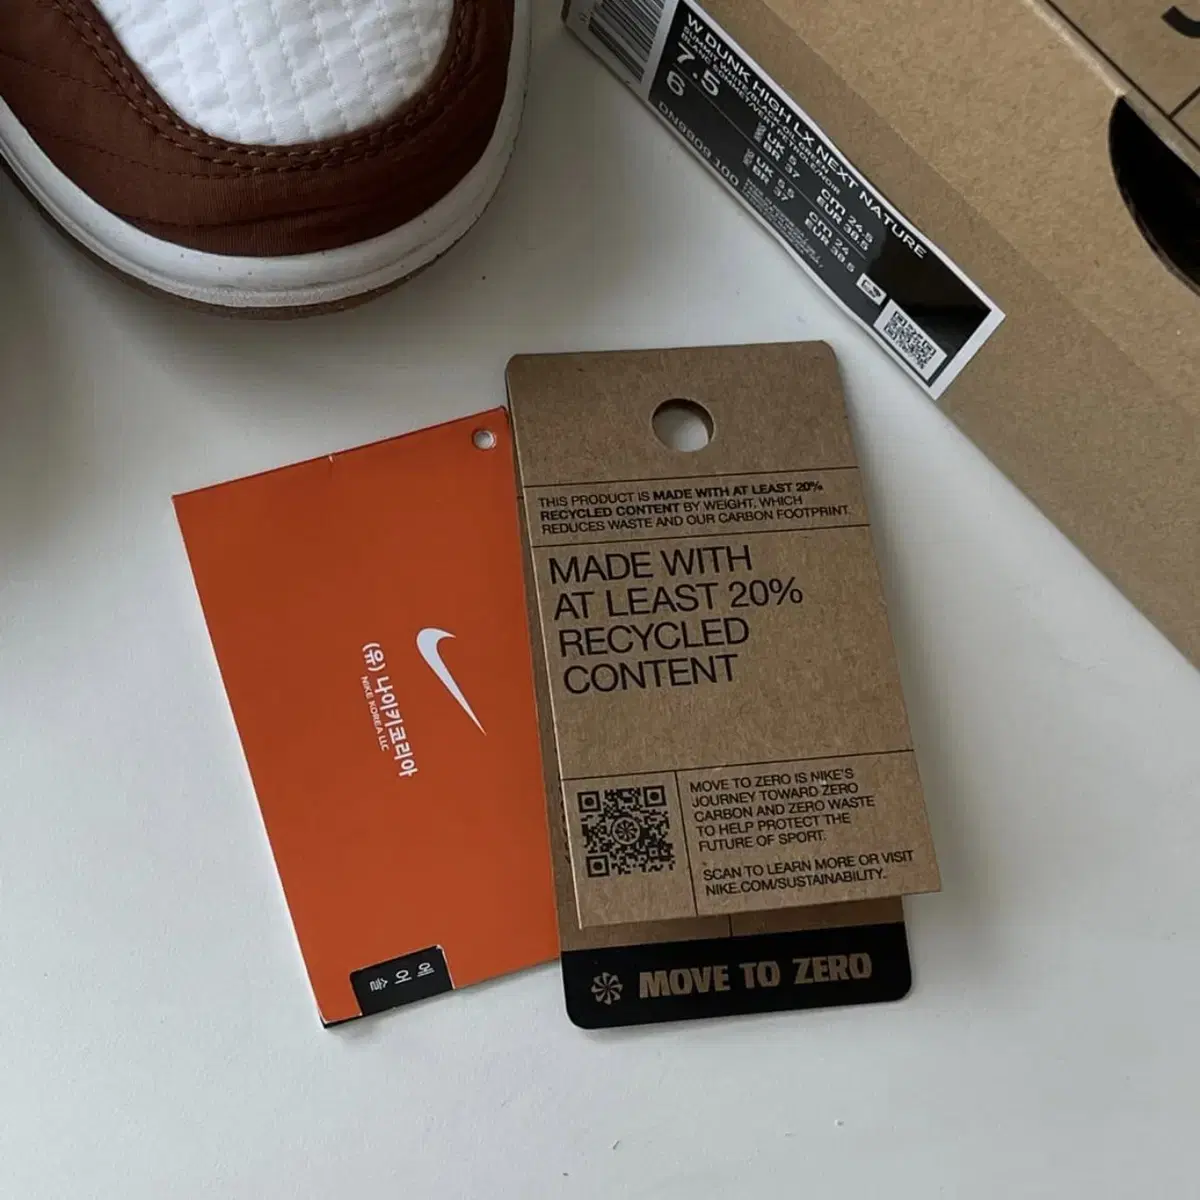 W DUNK HIGH LX NEXT NATURE
SUMMIT WHITE/BLACK-
7.5
UK 5
cm 24.5
BR 37
EUR 38.5
6
UK 5.5
cm 24
BR 37
EUR 38.5
DN9909 100
THIS PRODUCT IS MADE WITH AT LEAST 20%
RECYCLED CONTENT BY WEIGHT, WHICH
REDUCES WASTE AND OUR CARBON FOOTPRINT.
MADE WITH
AT LEAST 20%
RECYCLED
CONTENT
MOVE TO ZERO IS NIKE'S
JOURNEY TOWARD ZERO
CARBON AND ZERO WASTE
TO HELP PROTECT THE
FUTURE OF SPORT.
SCAN TO LEARN MORE OR VISIT
NIKE.COM/SUSTAINABILITY.
MOVE TO ZERO
(유) 나이키코리아
NIKE KOREA LLC